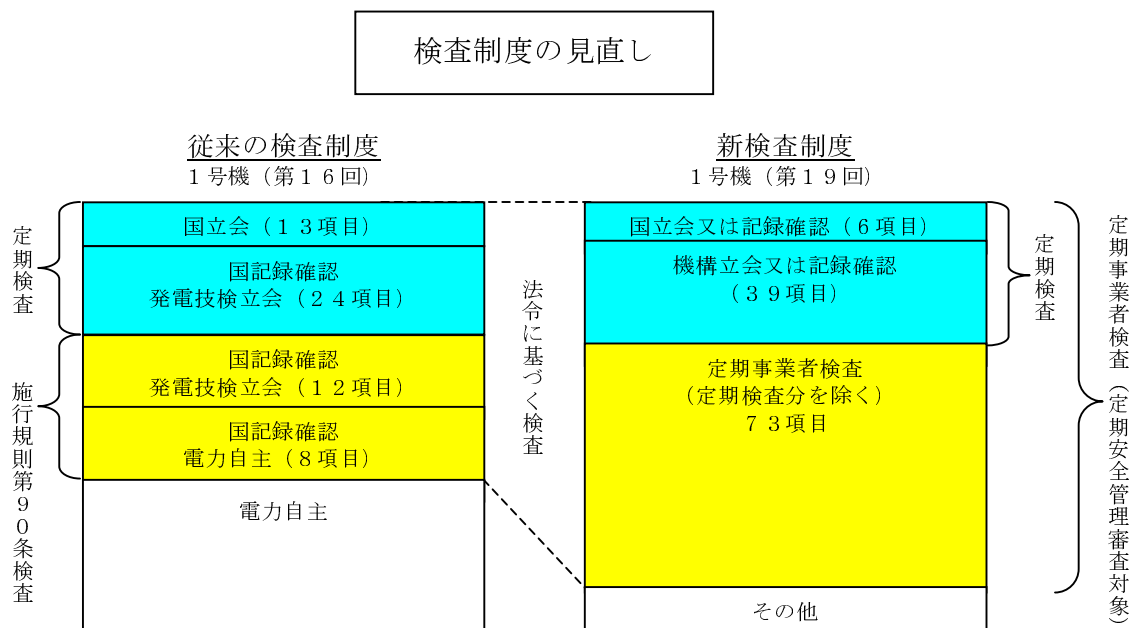 検査制度の見直し
従来の検査制度
1号機（第16回）
定期検査
国立会（13項目）
国記録確認
発電技検立会（24項目）
施行規則第90条検査
国記録確認
発電技検立会（12項目）
国記録確認
電力自主（8項目）
電力自主
法令に基づく検査
新検査制度
1号機（第19回）
国立会又は記録確認（6項目）
機構立会又は記録確認
（39項目）
定期事業者検査
（定期検査分を除く）
73項目
その他
定期検査
定期事業者検査（定期安全管理審査対象）